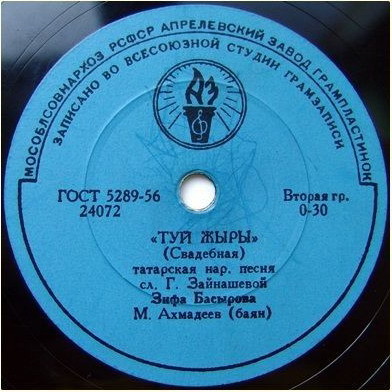 МОСОБЛСОВНАРХОЗ РСФСР АПРЕЛЕВСКИЙ ЗАВОД ГРАМПЛАСТИНОК
ЗАПИСАНО ВО ВСЕСОЮЗНОЙ СТУДИИ ГРАМЗАПИСИ
АЗ
ГОСТ 5289-56
24072
Вторая гр.
0-30
«ТУЙ ЖЫРЫ»
(Свадебная)
татарская нар. песня
сл. Г. Зайнашевой
Зифа Басырова
М. Ахмадеев (баян)